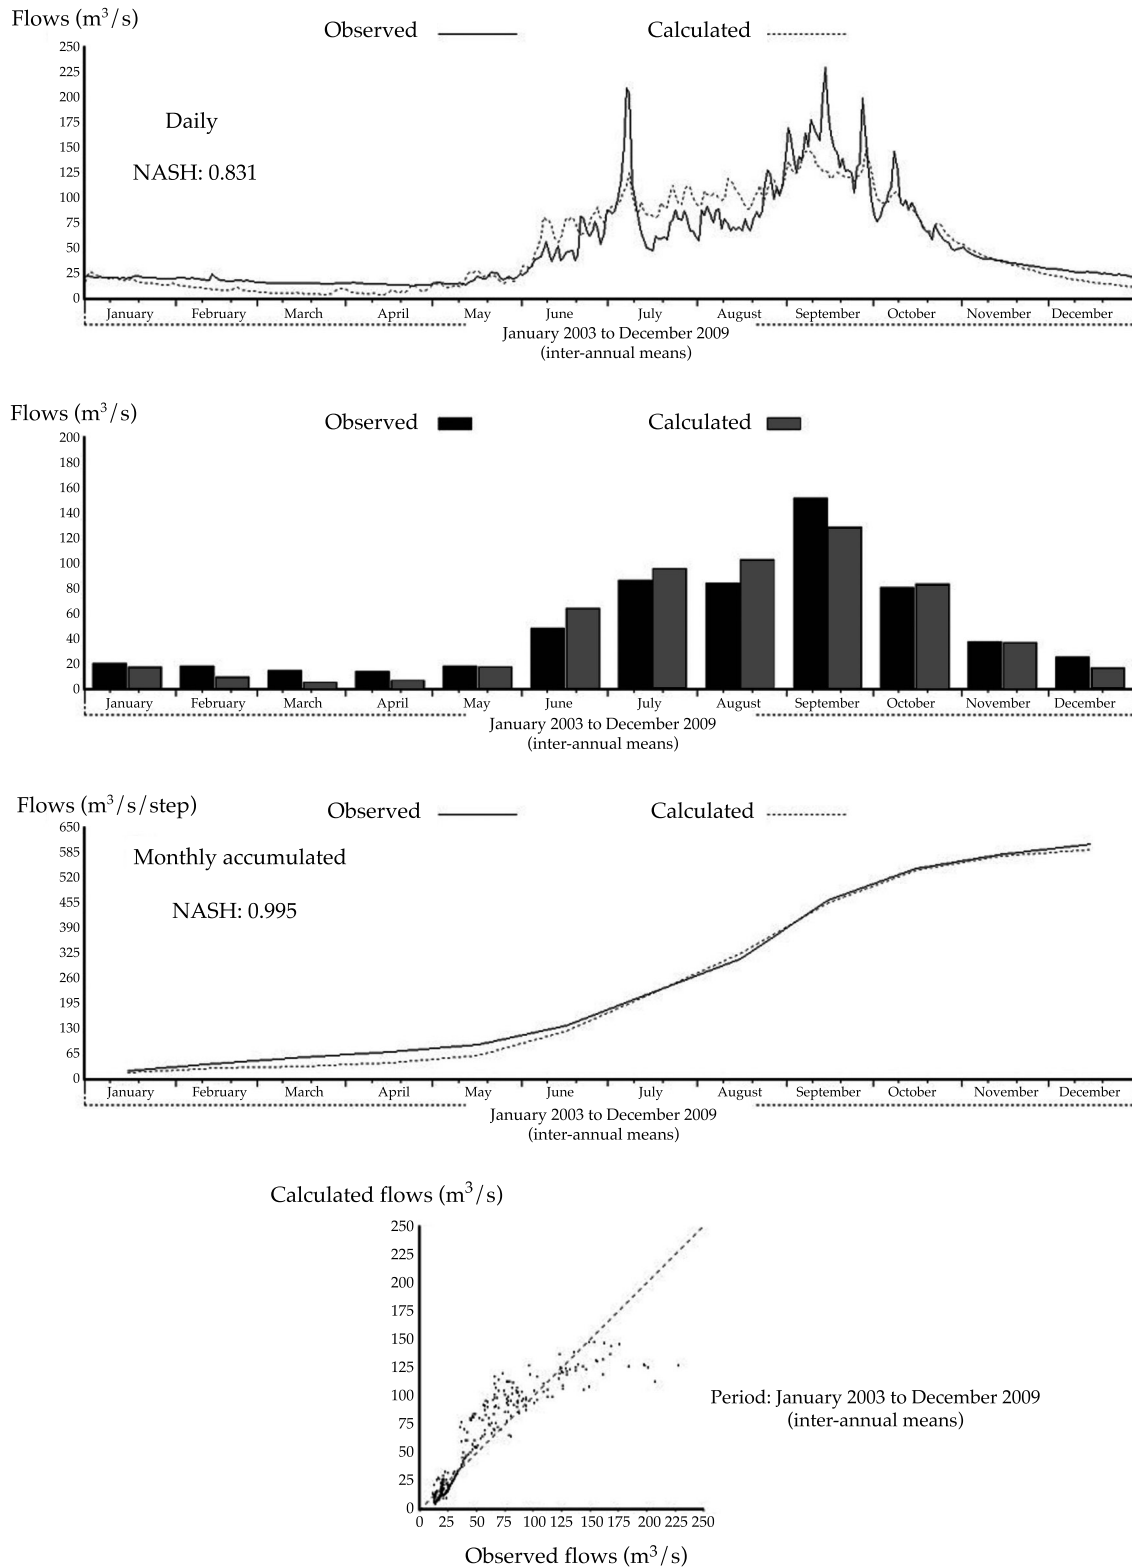 Flows (m³/s)
Observed
Calculated
250
225
200
175
150
125
100
75
50
25
0
Daily
NASH: 0.831
January February March April May June July August September October November December
January 2003 to December 2009
(inter-annual means)
Flows (m³/s)
Observed
Calculated
200
180
160
140
120
100
80
60
40
20
0
January February March April May June July August September October November December
January 2003 to December 2009
(inter-annual means)
Flows (m³/s/step)
Observed
Calculated
650
585
520
455
390
325
260
195
130
65
0
Monthly accumulated
NASH: 0.995
January February March April May June July August September October November December
January 2003 to December 2009
(inter-annual means)
Calculated flows (m³/s)
250
225
200
175
150
125
100
75
50
25
0
0 25 50 75 100 125 150 175 200 225 250
Observed flows (m³/s)
Period: January 2003 to December 2009
(inter-annual means)